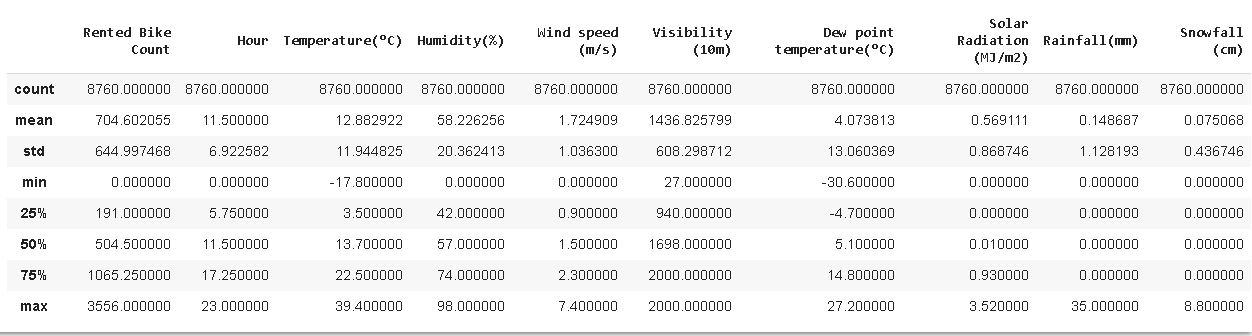 Rented Bike Count Hour Temperature(°C) Humidity(%) Wind speed (m/s) Visibility (10m) Dew point temperature(°C) Solar Radiation (MJ/m2) Rainfall(mm) Snowfall (cm)
count 8760.000000 8760.000000 8760.000000 8760.000000 8760.000000 8760.000000 8760.000000 8760.000000 8760.000000 8760.000000
mean 704.602055 11.500000 12.882922 58.226256 1.724909 1436.825799 4.073813 0.569111 0.148687 0.075068
std 644.997468 6.922582 11.944825 20.362413 1.036300 608.298712 13.060369 0.868746 1.128193 0.436746
min 0.000000 0.000000 -17.800000 0.000000 0.000000 27.000000 -30.600000 0.000000 0.000000 0.000000
25% 191.000000 5.750000 3.500000 42.000000 0.900000 940.000000 -4.700000 0.000000 0.000000 0.000000
50% 504.500000 11.500000 13.700000 57.000000 1.500000 1698.000000 5.100000 0.010000 0.000000 0.000000
75% 1065.250000 17.250000 22.500000 74.000000 2.300000 2000.000000 14.800000 0.930000 0.000000 0.000000
max 3556.000000 23.000000 39.400000 98.000000 7.400000 2000.000000 27.200000 3.520000 35.000000 8.800000